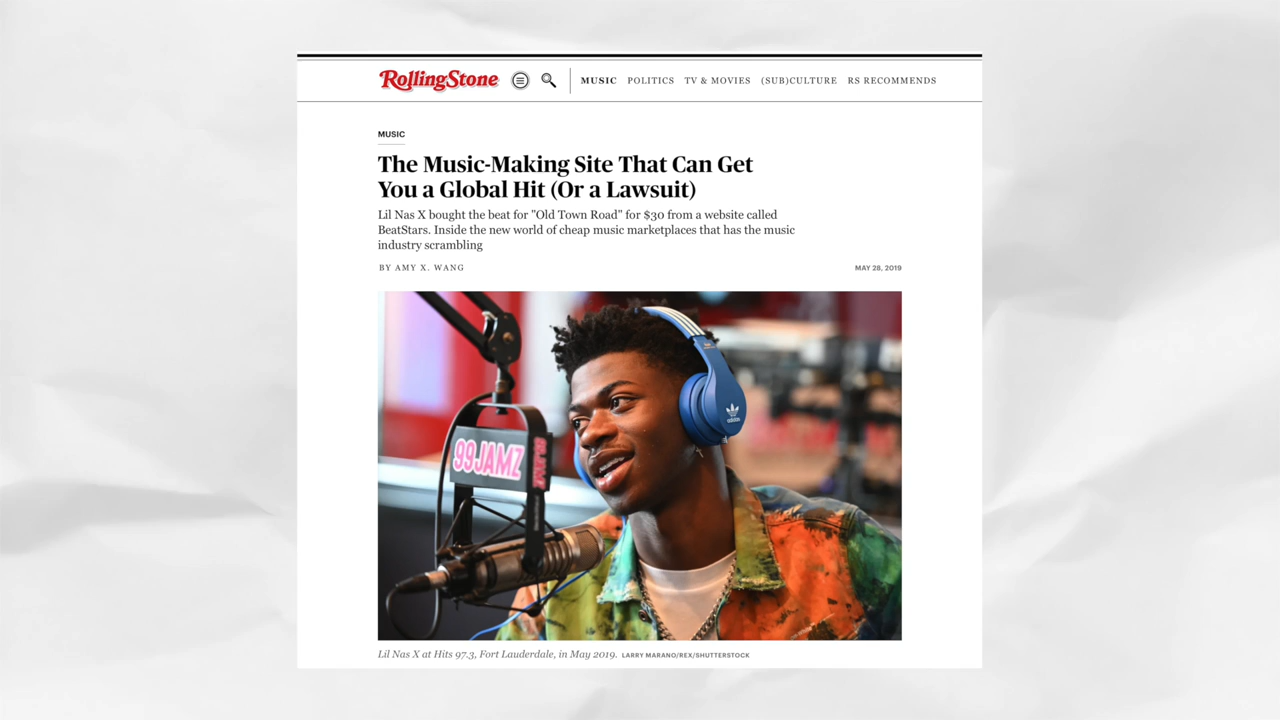 RollingStone MUSIC POLITICS TV & MOVIES (SUB)CULTURE RS RECOMMENDS
MUSIC
The Music-Making Site That Can Get
You a Global Hit (Or a Lawsuit)
Lil Nas X bought the beat for "Old Town Road" for $30 from a website called
BeatStars. Inside the new world of cheap music marketplaces that has the music
industry scrambling
BY AMY X. WANG MAY 28, 2019
adidas
99JAMZ
Lil Nas X at Hits 97.3, Fort Lauderdale, in May 2019. LARRY MARANO/REX/SHUTTERSTOCK